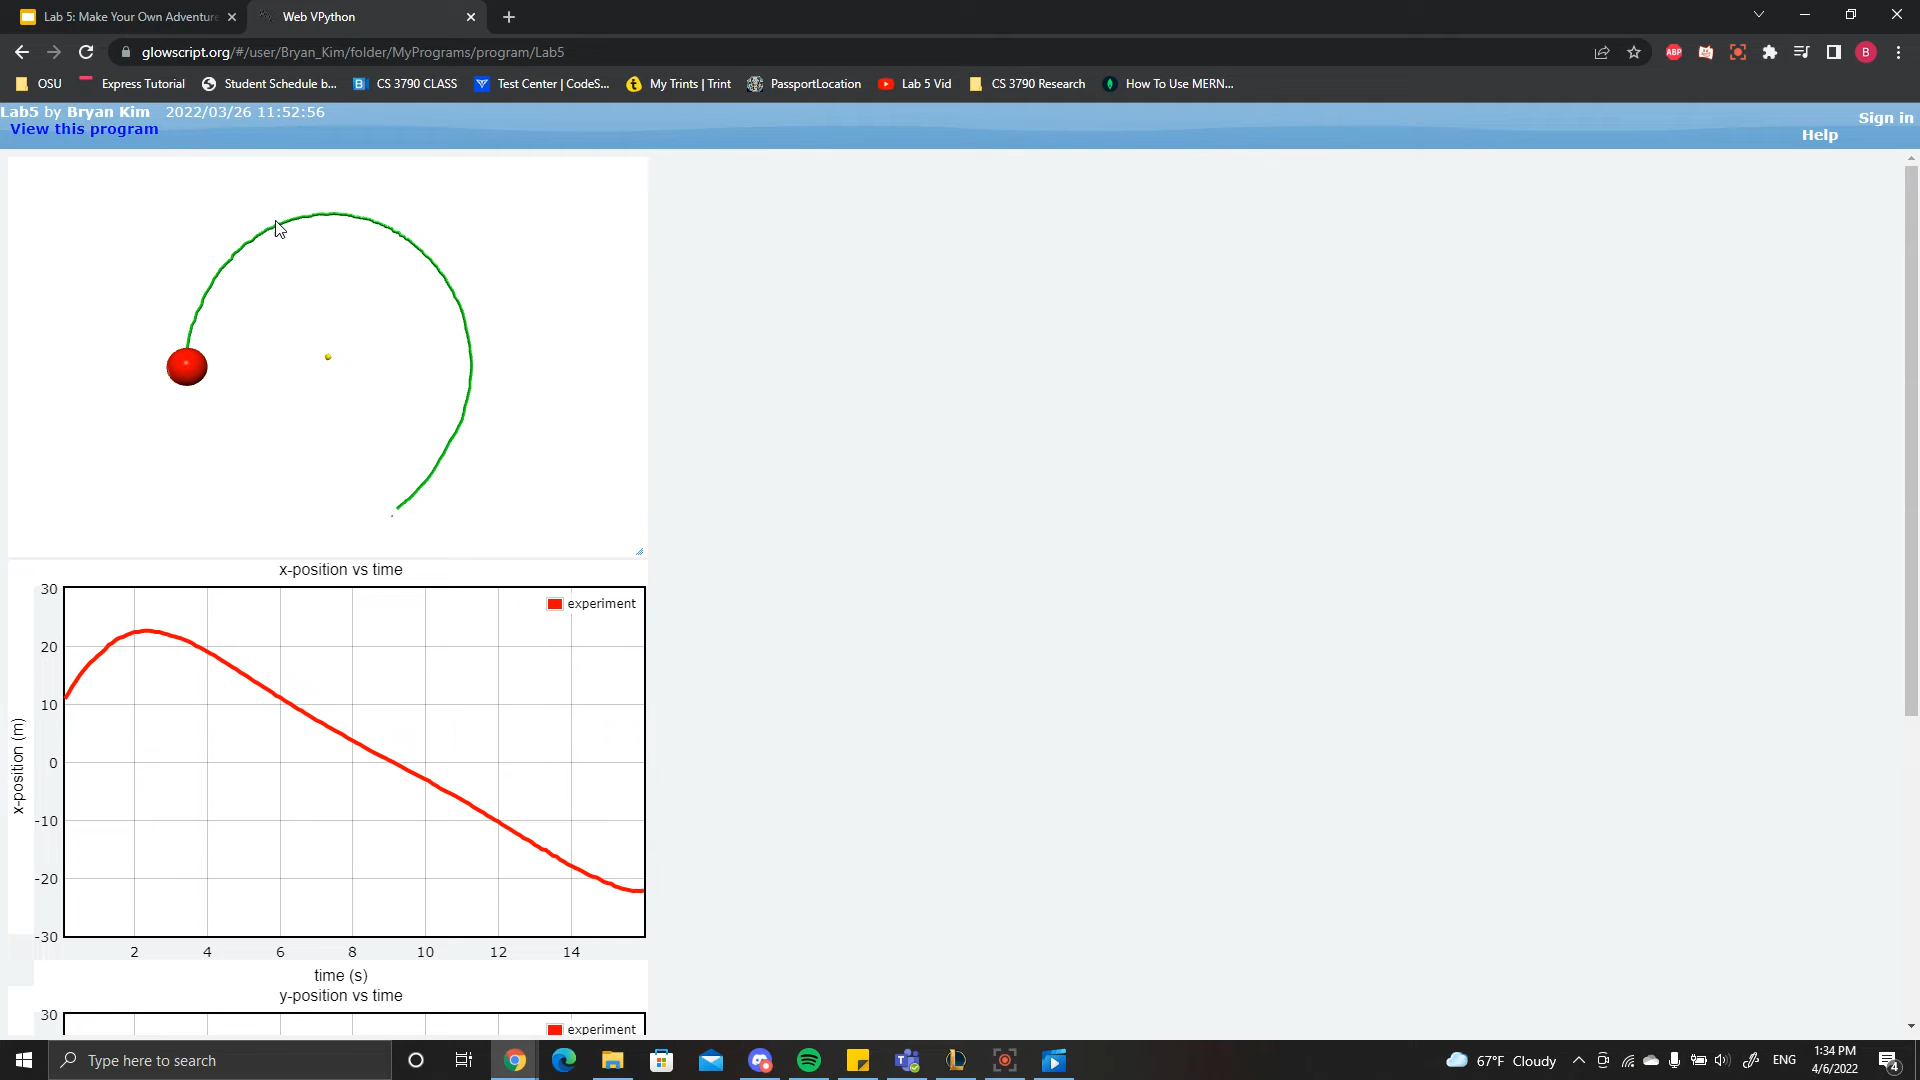 Lab 5: Make Your Own Adventure
Web VPython
glowscript.org/#/user/Bryan_Kim/folder/MyPrograms/program/Lab5
ABP
B
OSU
Express Tutorial
Student Schedule b...
CS 3790 CLASS
Test Center | CodeS...
My Trints | Trint
PassportLocation
Lab 5 Vid
CS 3790 Research
How To Use MERN...
Lab5 by Bryan Kim 2022/03/26 11:52:56
View this program
Sign in
Help
x-position vs time
30
20
10
0
-10
-20
-30
x-position (m)
experiment
2 4 6 8 10 12 14
time (s)
y-position vs time
30
experiment
Type here to search
67°F Cloudy
ENG
1:34 PM
4/6/2022
4